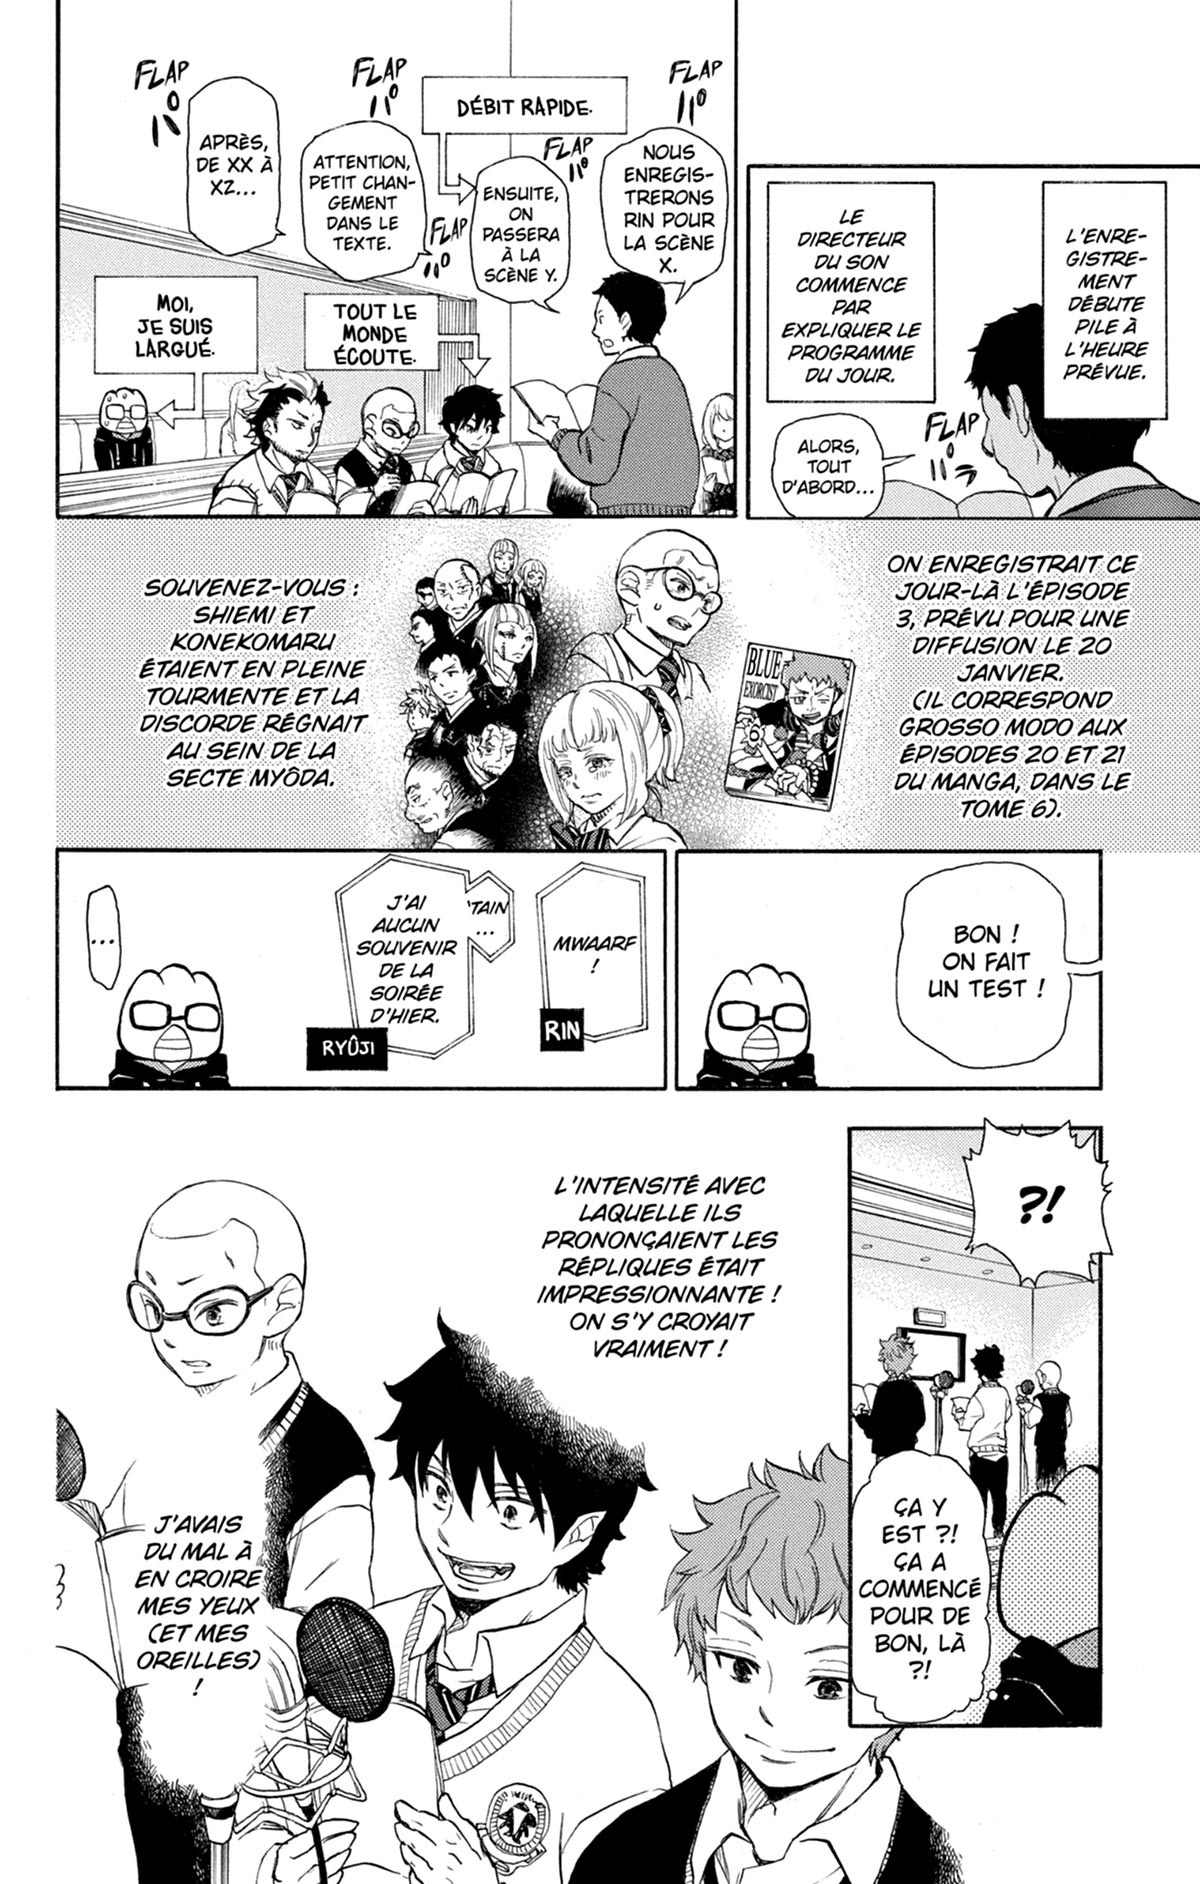 L'ENRE-
GISTRE-
MENT
DÉBUTE
PILE À
L'HEURE
PRÉVUE.
LE
DIRECTEUR
DU SON
COMMENCE
PAR
EXPLIQUER LE
PROGRAMME
DU JOUR.
FLAP
ALORS,
TOUT
D'ABORD...
FLAP
NOUS
ENREGIS-
TRERONS
RIN POUR
LA SCÈNE
X.
DÉBIT RAPIDE.
FLAP
ENSUITE,
ON
PASSERA
À LA
SCÈNE Y.
FLAP
FLAP
ATTENTION,
PETIT CHAN-
GEMENT
DANS LE
TEXTE.
FLAP
APRÈS,
DE XX À
XZ...
TOUT LE
MONDE
ÉCOUTE.
MOI,
JE SUIS
LARGUÉ.
ON ENREGISTRAIT CE
JOUR-LÀ L'ÉPISODE
3, PRÉVU POUR UNE
DIFFUSION LE 20
JANVIER.
(IL CORRESPOND
GROSSO MODO AUX
ÉPISODES 20 ET 21
DU MANGA, DANS LE
TOME 6).
BLUE
EXORCIST
6
SOUVENEZ-VOUS :
SHIEMI ET
KONEKOMARU
ÉTAIENT EN PLEINE
TOURMENTE ET LA
DISCORDE RÉGNAIT
AU SEIN DE LA
SECTE MYÔDA.
BON !
ON FAIT
UN TEST !
MWAARF
!
RIN
'TAIN
...
J'AI
AUCUN
SOUVENIR
DE LA
SOIRÉE
D'HIER.
RYÛJI
...
?!
ÇA Y
EST ?!
ÇA A
COMMENCÉ
POUR DE
BON, LÀ
?!
L'INTENSITÉ AVEC
LAQUELLE ILS
PRONONÇAIENT LES
RÉPLIQUES ÉTAIT
IMPRESSIONNANTE !
ON S'Y CROYAIT
VRAIMENT !
J'AVAIS
DU MAL À
EN CROIRE
MES YEUX
(ET MES
OREILLES)
!